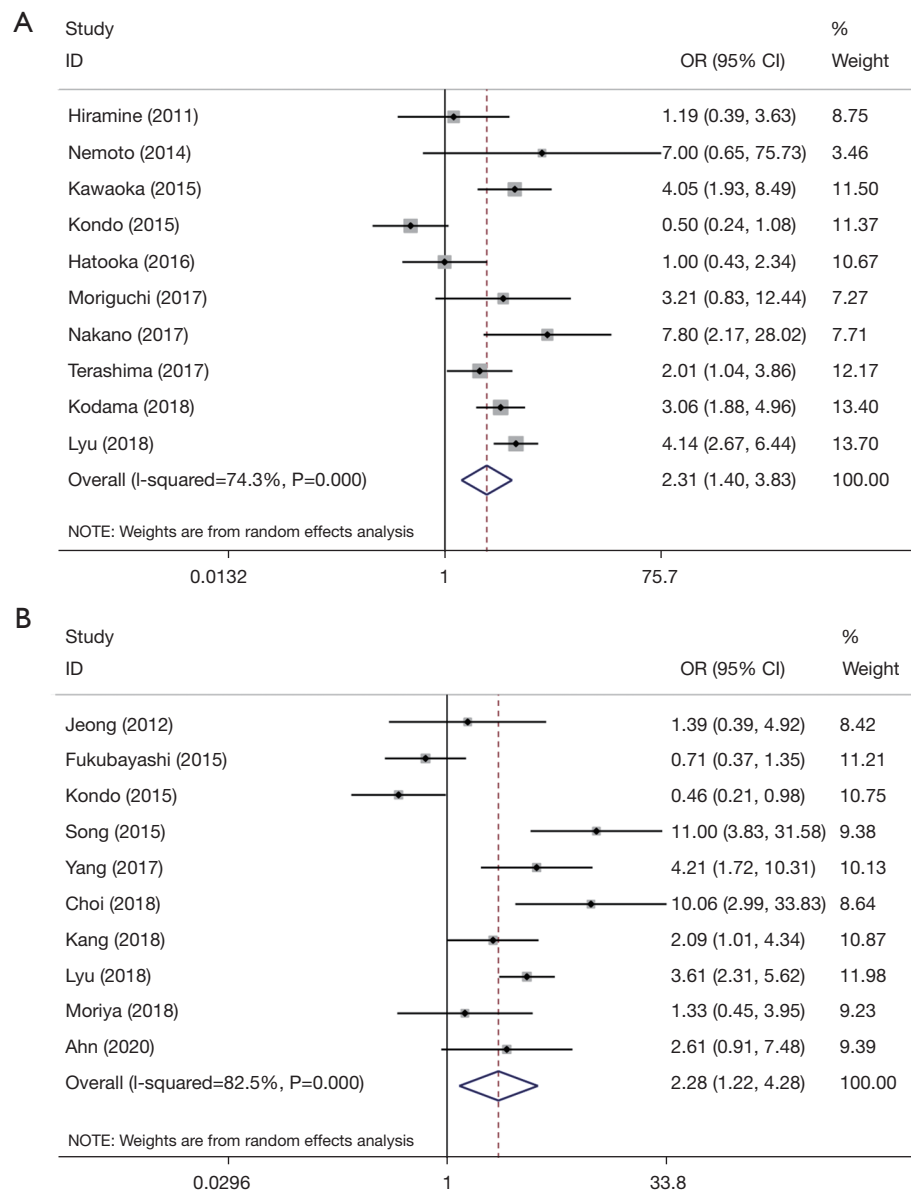 A
Study %
ID OR (95% CI) Weight
Hiramine (2011) 1.19 (0.39, 3.63) 8.75
Nemoto (2014) 7.00 (0.65, 75.73) 3.46
Kawaoka (2015) 4.05 (1.93, 8.49) 11.50
Kondo (2015) 0.50 (0.24, 1.08) 11.37
Hatooka (2016) 1.00 (0.43, 2.34) 10.67
Moriguchi (2017) 3.21 (0.83, 12.44) 7.27
Nakano (2017) 7.80 (2.17, 28.02) 7.71
Terashima (2017) 2.01 (1.04, 3.86) 12.17
Kodama (2018) 3.06 (1.88, 4.96) 13.40
Lyu (2018) 4.14 (2.67, 6.44) 13.70
Overall (I-squared=74.3%, P=0.000) 2.31 (1.40, 3.83) 100.00
NOTE: Weights are from random effects analysis
0.0132 1 75.7
B
Study %
ID OR (95% CI) Weight
Jeong (2012) 1.39 (0.39, 4.92) 8.42
Fukubayashi (2015) 0.71 (0.37, 1.35) 11.21
Kondo (2015) 0.46 (0.21, 0.98) 10.75
Song (2015) 11.00 (3.83, 31.58) 9.38
Yang (2017) 4.21 (1.72, 10.31) 10.13
Choi (2018) 10.06 (2.99, 33.83) 8.64
Kang (2018) 2.09 (1.01, 4.34) 10.87
Lyu (2018) 3.61 (2.31, 5.62) 11.98
Moriya (2018) 1.33 (0.45, 3.95) 9.23
Ahn (2020) 2.61 (0.91, 7.48) 9.39
Overall (I-squared=82.5%, P=0.000) 2.28 (1.22, 4.28) 100.00
NOTE: Weights are from random effects analysis
0.0296 1 33.8